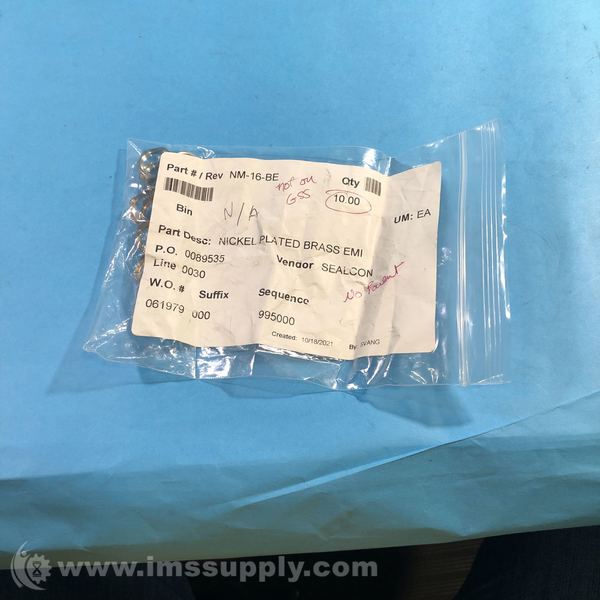 Part # / Rev NM-16-BE Qty
not on GSS 10.00
Bin N/A UM: EA
Part Desc: NICKEL PLATED BRASS EMI
P.O. 0089535 Vendor SEALCON
Line 0030
W.O. # Suffix Sequence No
061979 000 995000
Created: 10/18/2021 By: EVANG
www.imssupply.com